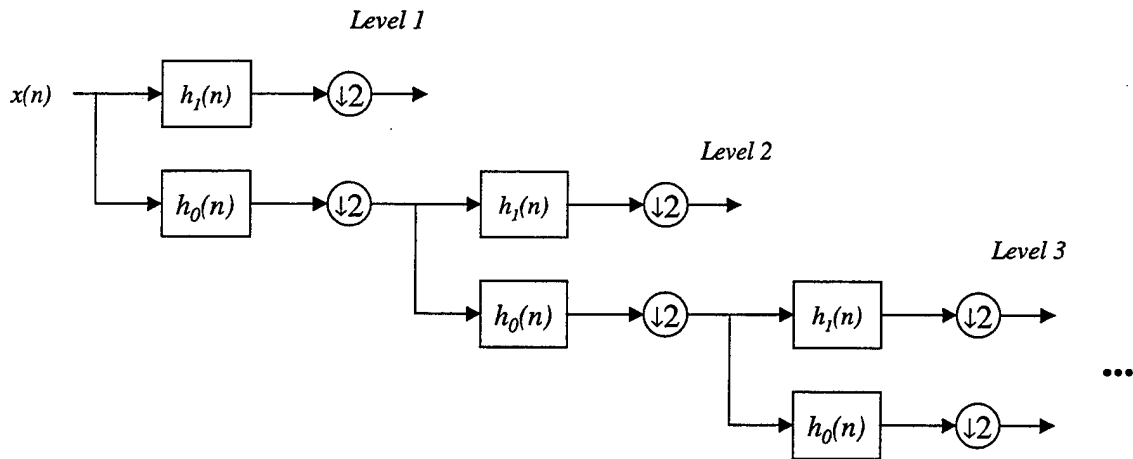 Level 1
x(n)
h₁(n)
↓2
Level 2
h₀(n)
↓2
h₁(n)
↓2
Level 3
h₀(n)
↓2
h₁(n)
↓2
•••
h₀(n)
↓2